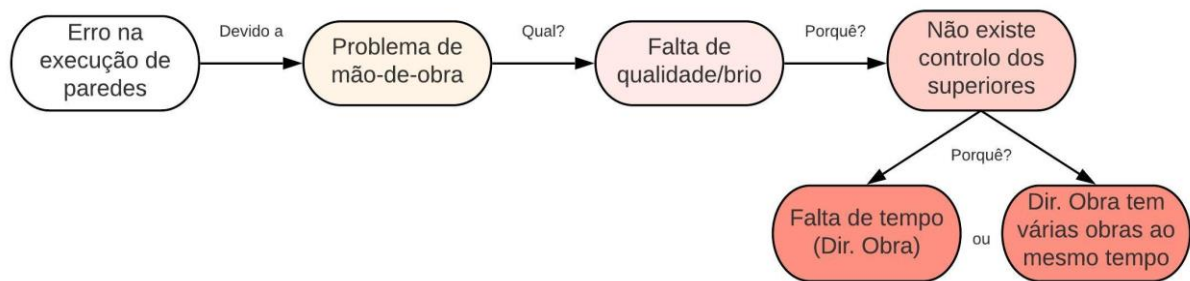 Erro na
execução de
paredes
Devido a
Problema de
mão-de-obra
Qual?
Falta de
qualidade/brio
Porquê?
Não existe
controlo dos
superiores
Porquê?
Falta de tempo
(Dir. Obra)
ou
Dir. Obra tem
várias obras ao
mesmo tempo